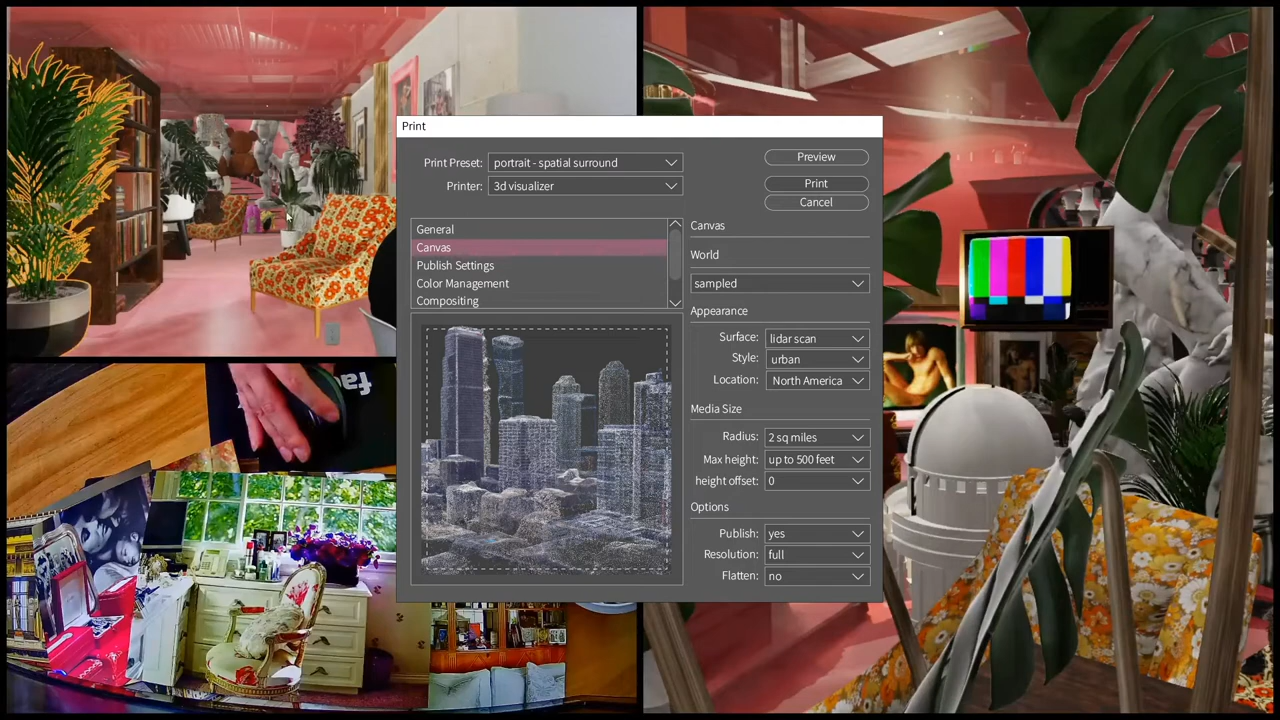 Print
Print Preset: portrait - spatial surround
Printer: 3d visualizer
Preview
Print
Cancel
General
Canvas
Publish Settings
Color Management
Compositing
Canvas
World
sampled
Appearance
Surface: lidar scan
Style: urban
Location: North America
Media Size
Radius: 2 sq miles
Max height: up to 500 feet
height offset: 0
Options
Publish: yes
Resolution: full
Flatten: no
fa